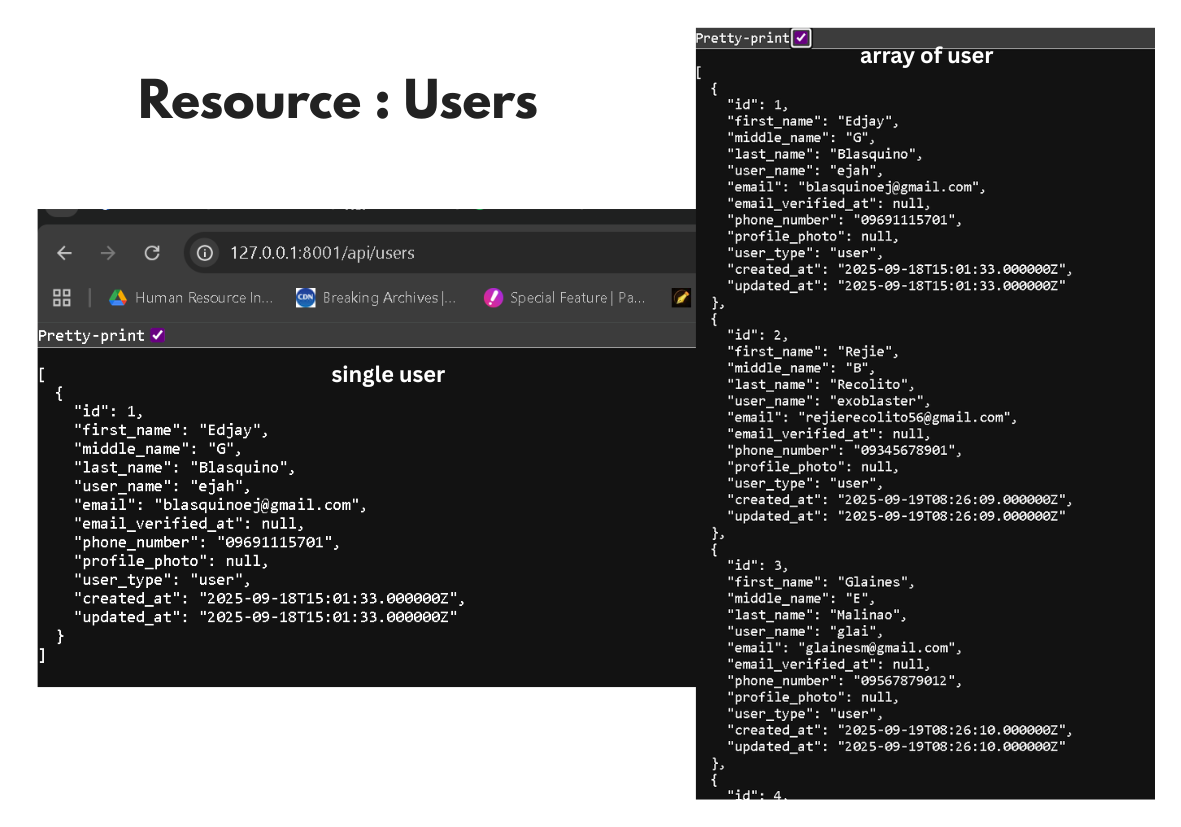 Resource : Users
127.0.0.1:8001/api/users
Human Resource In...
CDN
Breaking Archives |...
Special Feature | Pa...
Pretty-print
single user
[
{
"id": 1,
"first_name": "Edjay",
"middle_name": "G",
"last_name": "Blasquino",
"user_name": "ejah",
"email": "blasquinoej@gmail.com",
"email_verified_at": null,
"phone_number": "09691115701",
"profile_photo": null,
"user_type": "user",
"created_at": "2025-09-18T15:01:33.000000Z",
"updated_at": "2025-09-18T15:01:33.000000Z"
}
]
Pretty-print
array of user
[
{
"id": 1,
"first_name": "Edjay",
"middle_name": "G",
"last_name": "Blasquino",
"user_name": "ejah",
"email": "blasquinoej@gmail.com",
"email_verified_at": null,
"phone_number": "09691115701",
"profile_photo": null,
"user_type": "user",
"created_at": "2025-09-18T15:01:33.000000Z",
"updated_at": "2025-09-18T15:01:33.000000Z"
},
{
"id": 2,
"first_name": "Rejie",
"middle_name": "B",
"last_name": "Recolito",
"user_name": "exoblaster",
"email": "rejierecolito56@gmail.com",
"email_verified_at": null,
"phone_number": "09345678901",
"profile_photo": null,
"user_type": "user",
"created_at": "2025-09-19T08:26:09.000000Z",
"updated_at": "2025-09-19T08:26:09.000000Z"
},
{
"id": 3,
"first_name": "Glaines",
"middle_name": "E",
"last_name": "Malinao",
"user_name": "glai",
"email": "glainesm@gmail.com",
"email_verified_at": null,
"phone_number": "09567879012",
"profile_photo": null,
"user_type": "user",
"created_at": "2025-09-19T08:26:10.000000Z",
"updated_at": "2025-09-19T08:26:10.000000Z"
},
{
"id": 4,